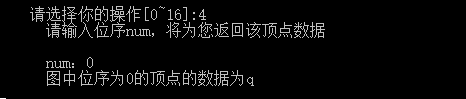 请选择你的操作[0~16]:4
请输入位序num，将为您返回该顶点数据
num：0
图中位序为0的顶点的数据为q